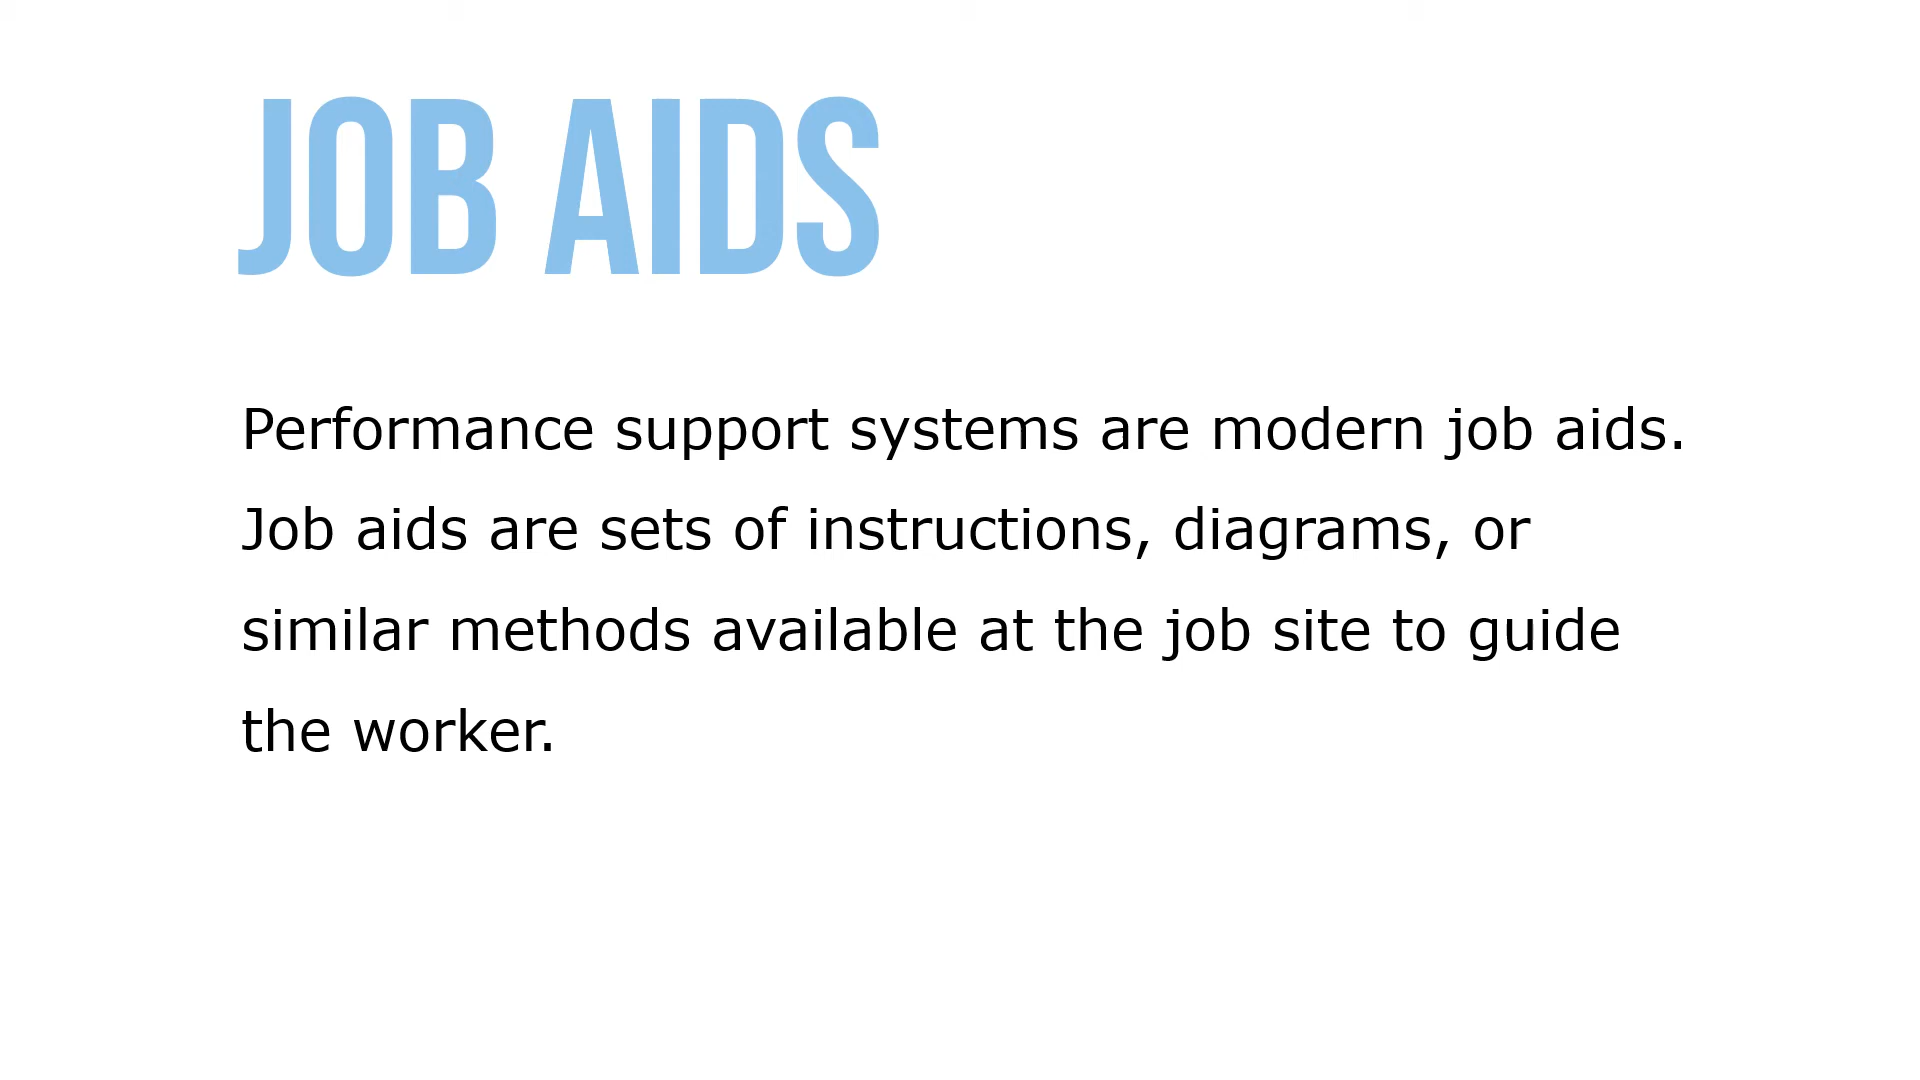 JOB AIDS
Performance support systems are modern job aids.
Job aids are sets of instructions, diagrams, or
similar methods available at the job site to guide
the worker.